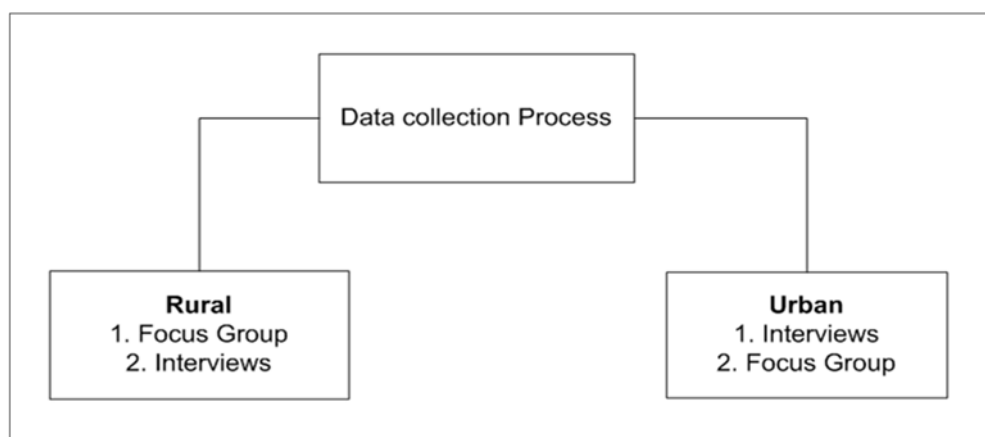 Data collection Process
Rural
1. Focus Group
2. Interviews
Urban
1. Interviews
2. Focus Group